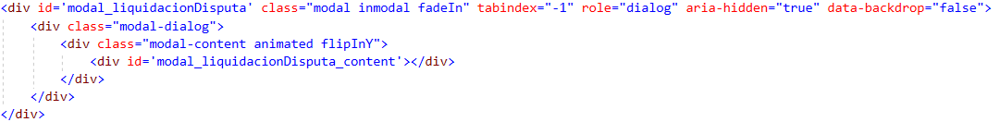 <div id='modal_liquidacionDisputa' class="modal inmodal fadeIn" tabindex="-1" role="dialog" aria-hidden="true" data-backdrop="false">
<div class="modal-dialog">
<div class="modal-content animated flipInY">
<div id='modal_liquidacionDisputa_content'></div>
</div>
</div>
</div>